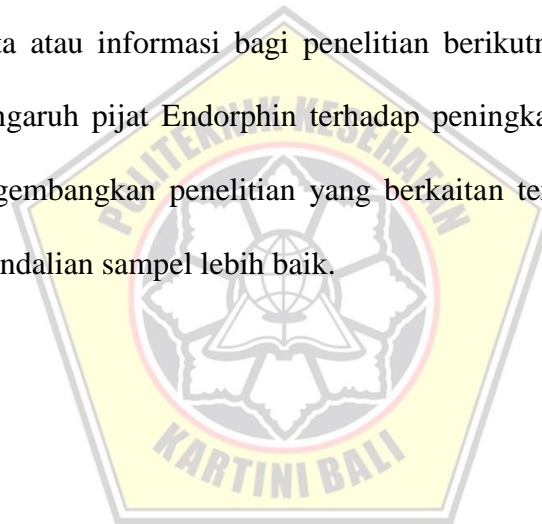 ta atau informasi bagi penelitian berikutn
ngaruh pijat Endorphin terhadap peningka
gembangkan penelitian yang berkaitan te
ndalian sampel lebih baik.
POLITEKNIK KESEHATAN
KARTINI BALI